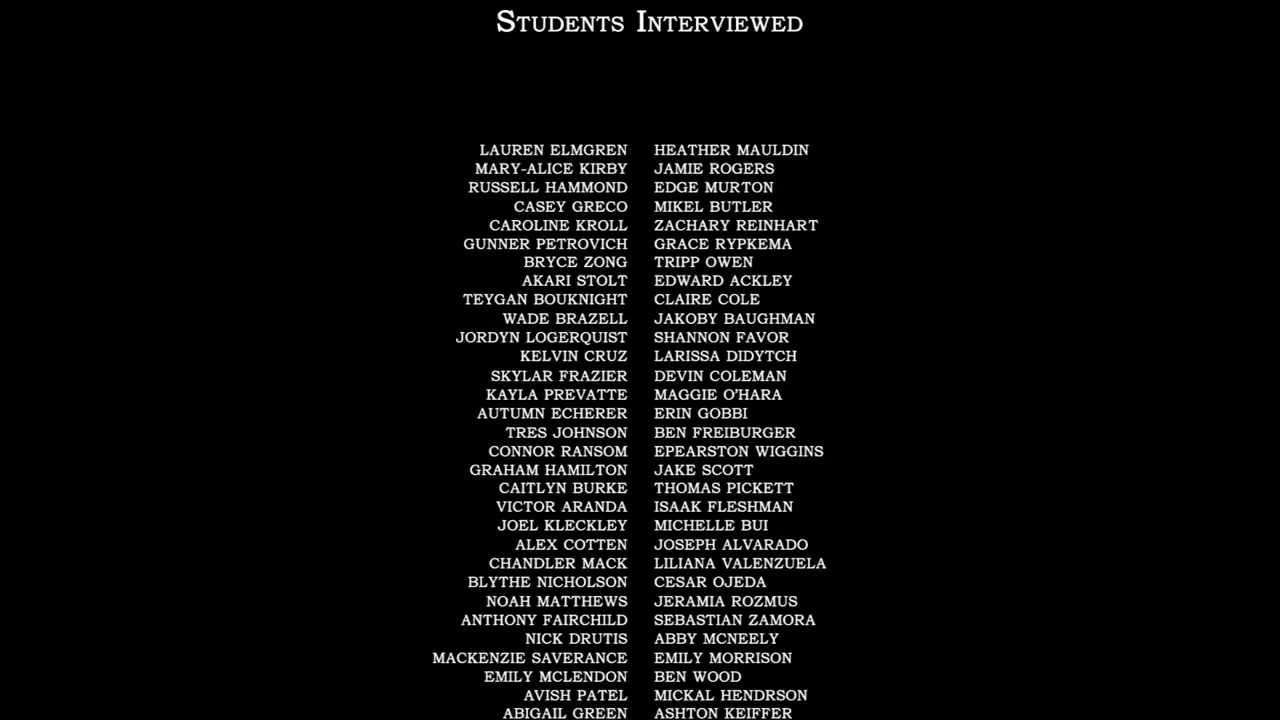 STUDENTS INTERVIEWED
LAUREN ELMGREN HEATHER MAULDIN
MARY-ALICE KIRBY JAMIE ROGERS
RUSSELL HAMMOND EDGE MURTON
CASEY GRECO MIKEL BUTLER
CAROLINE KROLL ZACHARY REINHART
GUNNER PETROVICH GRACE RYPKEMA
BRYCE ZONG TRIPP OWEN
AKARI STOLT EDWARD ACKLEY
TEYGAN BOUKNIGHT CLAIRE COLE
WADE BRAZELL JAKOBY BAUGHMAN
JORDYN LOGERQUIST SHANNON FAVOR
KELVIN CRUZ LARISSA DIDYTCH
SKYLAR FRAZIER DEVIN COLEMAN
KAYLA PREVATTE MAGGIE O'HARA
AUTUMN ECHERER ERIN GOBBI
TRES JOHNSON BEN FREIBURGER
CONNOR RANSOM EPEARSTON WIGGINS
GRAHAM HAMILTON JAKE SCOTT
CAITLYN BURKE THOMAS PICKETT
VICTOR ARANDA ISAAK FLESHMAN
JOEL KLECKLEY MICHELLE BUI
ALEX COTTEN JOSEPH ALVARADO
CHANDLER MACK LILIANA VALENZUELA
BLYTHE NICHOLSON CESAR OJEDA
NOAH MATTHEWS JERAMIA ROZMUS
ANTHONY FAIRCHILD SEBASTIAN ZAMORA
NICK DRUTIS ABBY MCNEELY
MACKENZIE SAVERANCE EMILY MORRISON
EMILY MCLENDON BEN WOOD
AVISH PATEL MICKAL HENDRSON
ABIGAIL GREEN ASHTON KEIFFER